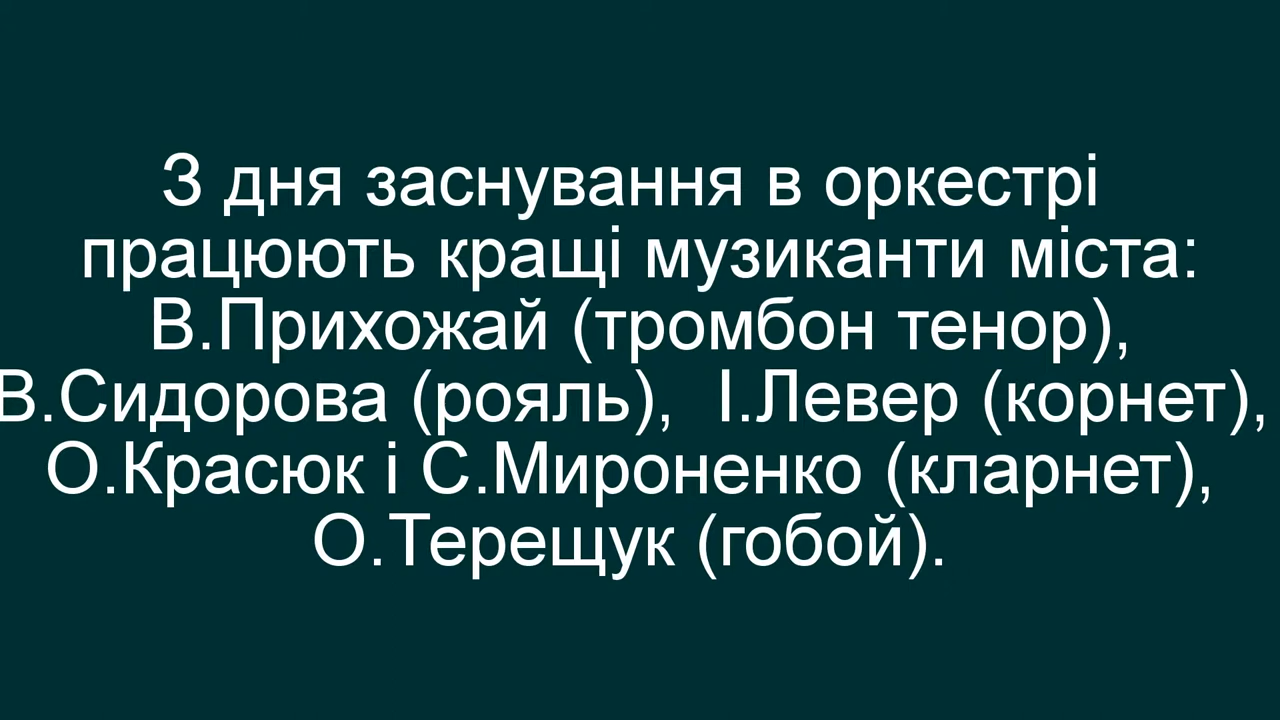 З дня заснування в оркестрі
працюють кращі музиканти міста:
В.Прихожай (тромбон тенор),
В.Сидорова (рояль),  І.Левер (корнет),
О.Красюк і С.Мироненко (кларнет),
О.Терещук (гобой).